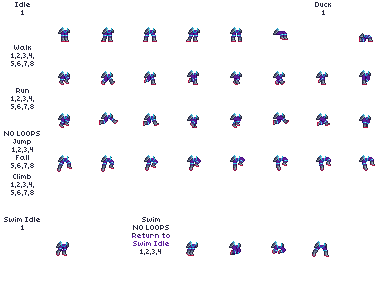 Idle
1
Duck
1
Walk
1,2,3,4,
5,6,7,8
Run
1,2,3,4,
5,6,7,8
NO LOOPS
Jump
1,2,3,4
Fall
5,6,7,8
Climb
1,2,3,4,
5,6,7,8
Swim Idle
1
Swim
NO LOOPS
Return to
Swim Idle
1,2,3,4